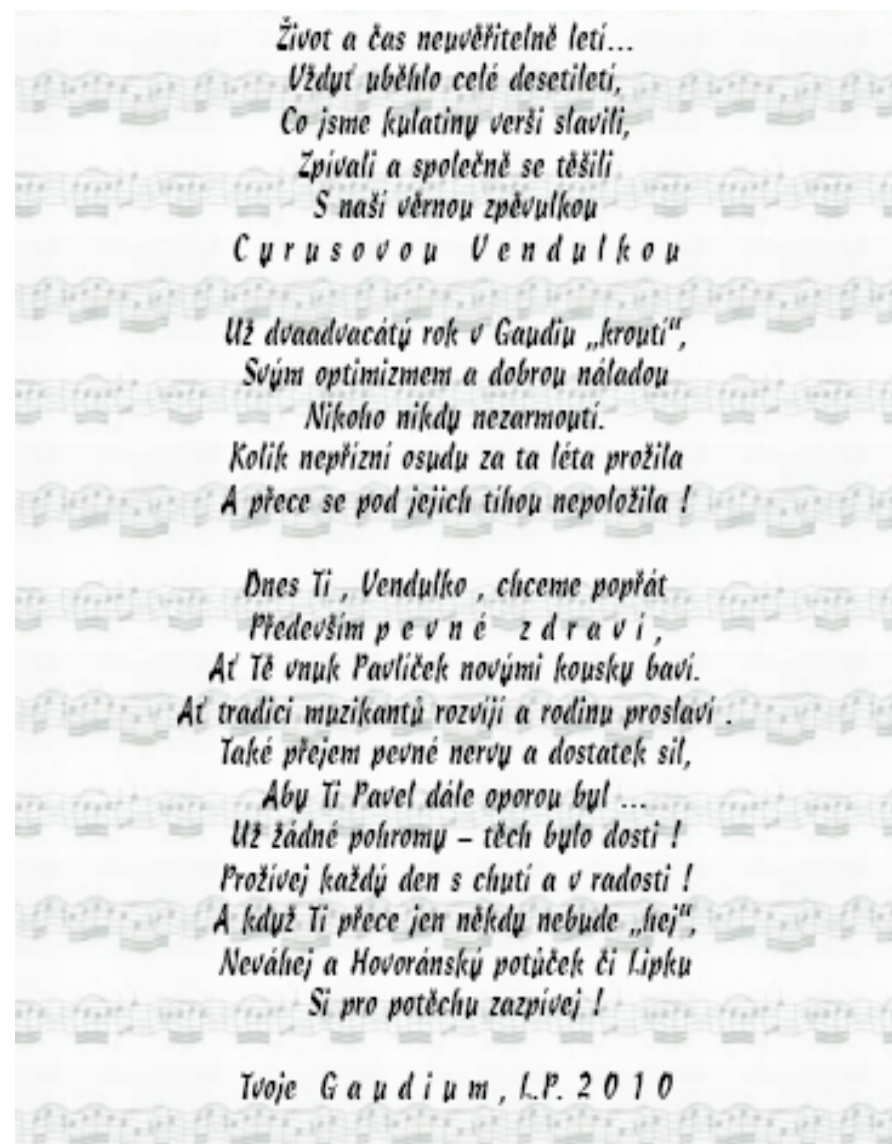 Život a čas neuvěřitelně letí...
Vždyť uběhlo celé desetiletí,
Co jsme kulatiny verši slavili,
Zpívali a společně se těšili
S naší věrnou zpěvulkou
C y r u s o v o u V e n d u l k o u
Už dvaadvacátý rok v Gaudiu „kroutí“,
Svým optimizmem a dobrou náladou
Nikoho nikdy nezarmoutí.
Kolik nepřízní osudu za ta léta prožila
A přece se pod jejich tíhou nepoložila !
Dnes Ti , Vendulko , chceme popřát
Především p e v n é z d r a v í ,
Ať Tě vnuk Pavlíček novými kousky baví.
Ať tradici muzikantů rozvíjí a rodinu proslaví .
Také přejem pevné nervy a dostatek sil,
Aby Ti Pavel dále oporou byl ...
Už žádné pohromy – těch bylo dosti !
Prožívej každý den s chutí a v radosti !
A když Ti přece jen někdy nebude „hej“,
Neváhej a Hovoránský potůček či Lipku
Si pro potěchu zazpívej !
Tvoje G a u d i u m , L.P. 2 0 1 0